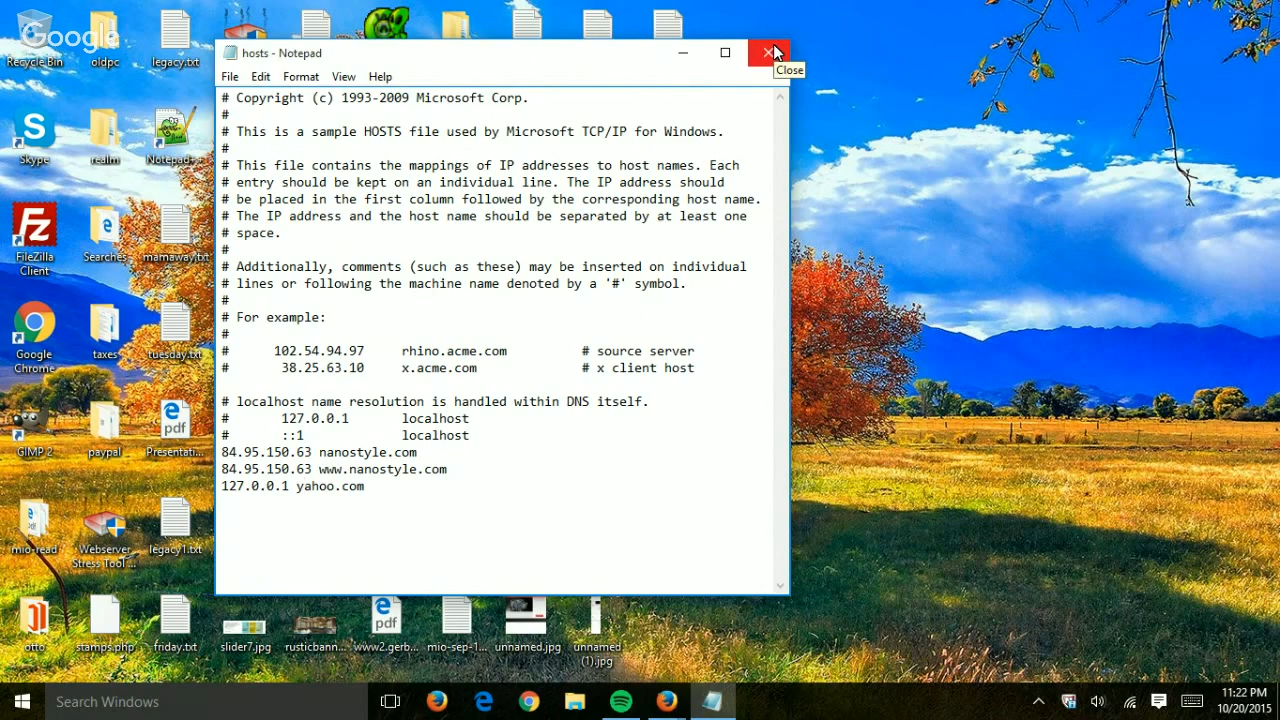 Google
Recycle Bin
oldpc
legacy.txt
hosts - Notepad
Close
File Edit Format View Help
# Copyright (c) 1993-2009 Microsoft Corp.
#
# This is a sample HOSTS file used by Microsoft TCP/IP for Windows.
#
# This file contains the mappings of IP addresses to host names. Each
# entry should be kept on an individual line. The IP address should
# be placed in the first column followed by the corresponding host name.
# The IP address and the host name should be separated by at least one
# space.
#
# Additionally, comments (such as these) may be inserted on individual
# lines or following the machine name denoted by a '#' symbol.
#
# For example:
#
# 102.54.94.97 rhino.acme.com # source server
# 38.25.63.10 x.acme.com # x client host

# localhost name resolution is handled within DNS itself.
# 127.0.0.1 localhost
# ::1 localhost
84.95.150.63 nanostyle.com
84.95.150.63 www.nanostyle.com
127.0.0.1 yahoo.com
Skype
realm
Notepad++
FileZilla
Client
Searches
mamaway.txt
Google
Chrome
taxes
tuesday.txt
GIMP 2
paypal
pdf
Presentati...
pdf
mio-read
Webserver
Stress Tool ...
legacy1.txt
otto
stamps.php
friday.txt
slider7.jpg
rusticbann...
pdf
www2.gerb...
mio-sep-1...
unnamed.jpg
unnamed
(1).jpg
Search Windows
11:22 PM
10/20/2015